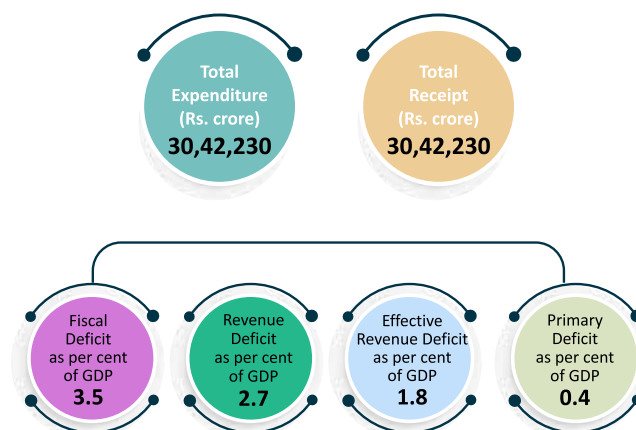 Total
Expenditure
(Rs. crore)
30,42,230
Total
Receipt
(Rs. crore)
30,42,230
Fiscal
Deficit
as per cent
of GDP
3.5
Revenue
Deficit
as per cent
of GDP
2.7
Effective
Revenue Deficit
as per cent
of GDP
1.8
Primary
Deficit
as per cent
of GDP
0.4